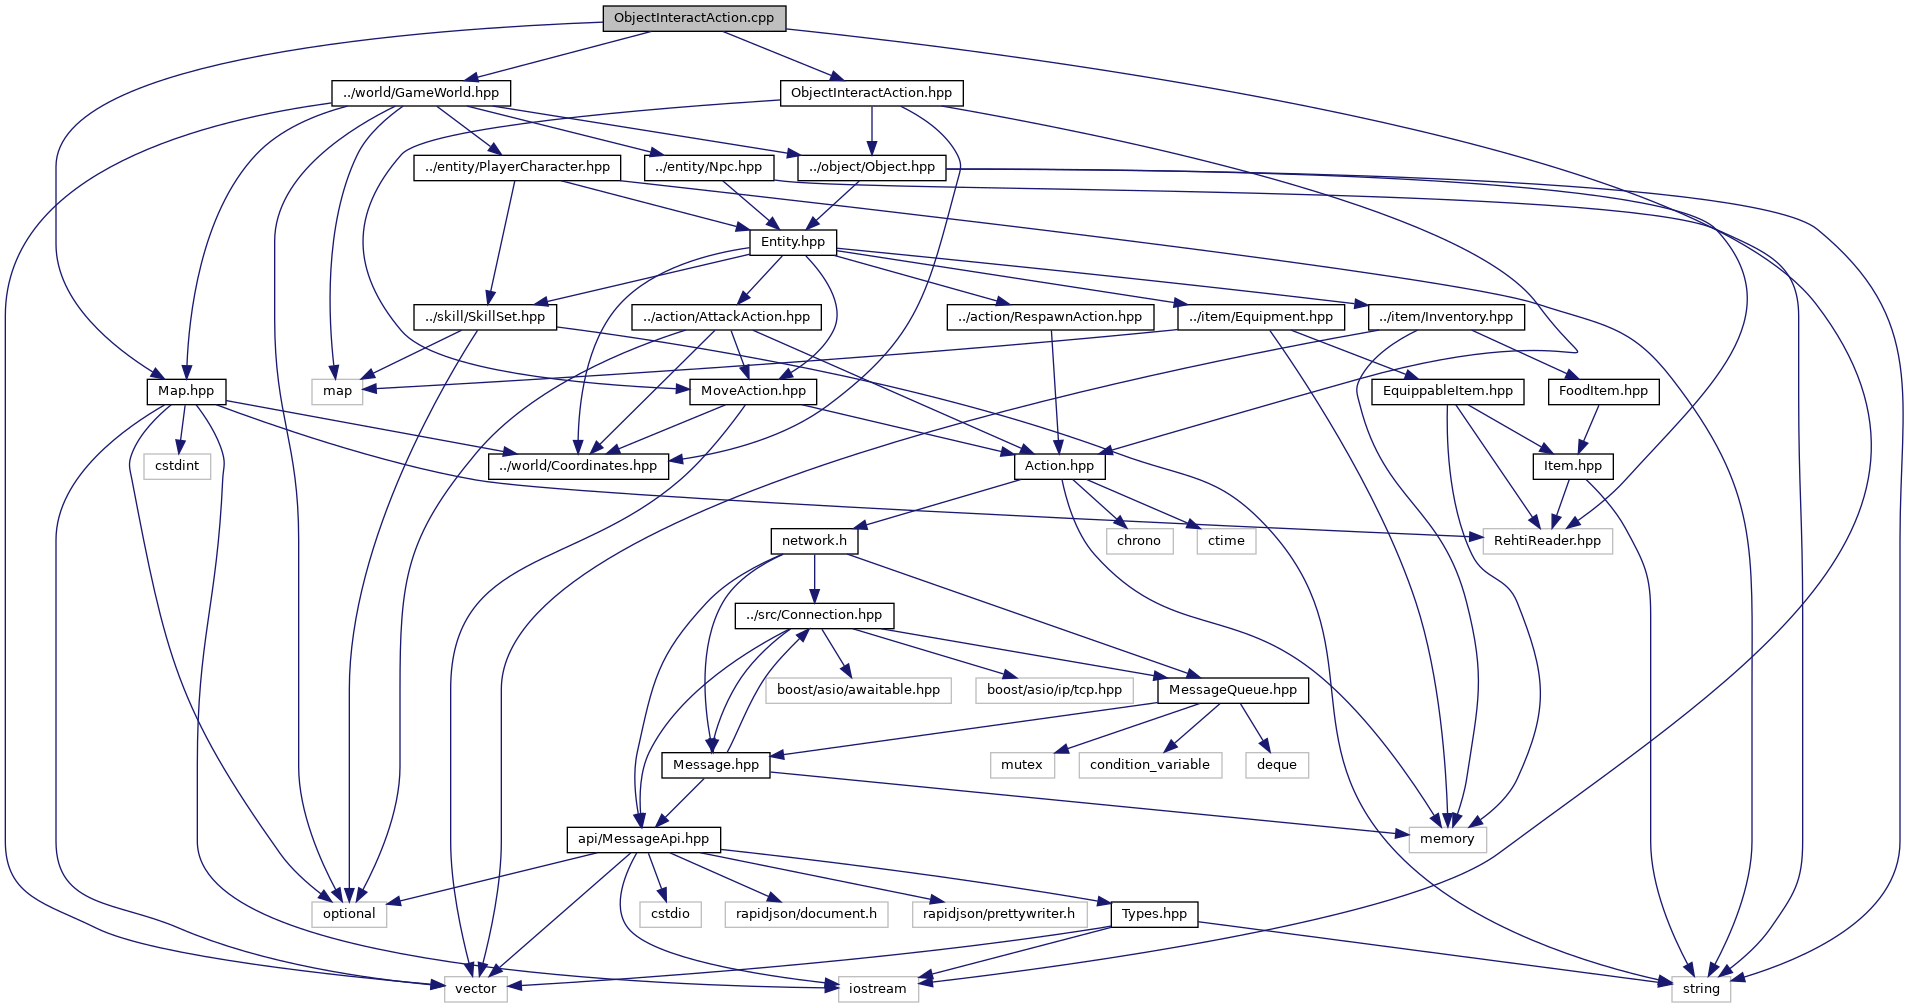 ObjectInteractAction.cpp
../world/GameWorld.hpp
ObjectInteractAction.hpp
../entity/PlayerCharacter.hpp
../entity/Npc.hpp
../object/Object.hpp
Entity.hpp
../skill/SkillSet.hpp
../action/AttackAction.hpp
../action/RespawnAction.hpp
../item/Equipment.hpp
../item/Inventory.hpp
Map.hpp
map
MoveAction.hpp
EquippableItem.hpp
FoodItem.hpp
cstdint
../world/Coordinates.hpp
Action.hpp
Item.hpp
network.h
chrono
ctime
RehtiReader.hpp
../src/Connection.hpp
boost/asio/awaitable.hpp
boost/asio/ip/tcp.hpp
MessageQueue.hpp
Message.hpp
mutex
condition_variable
deque
api/MessageApi.hpp
memory
optional
cstdio
rapidjson/document.h
rapidjson/prettywriter.h
Types.hpp
vector
iostream
string